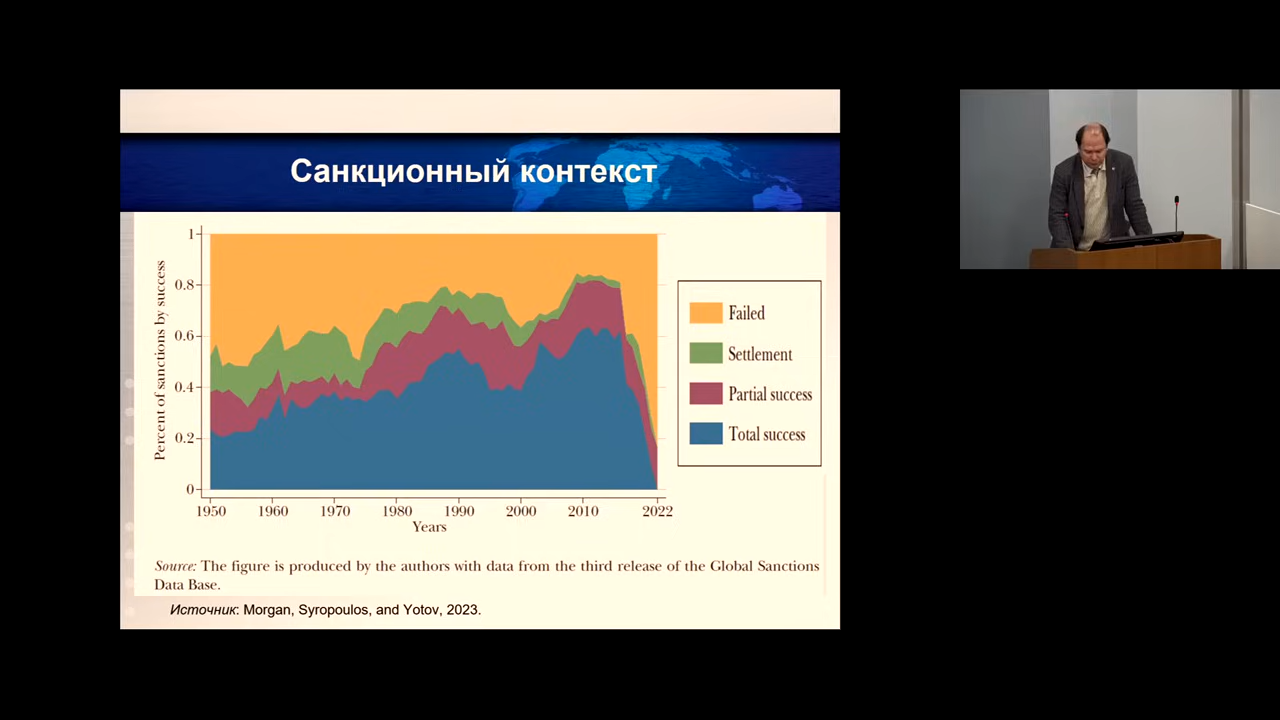 Санкционный контекст
Percent of sanctions by success
1
0.8
0.6
0.4
0.2
0
1950 1960 1970 1980 1990 2000 2010 2022
Years
Failed
Settlement
Partial success
Total success
Source: The figure is produced by the authors with data from the third release of the Global Sanctions
Data Base.
Источник: Morgan, Syropoulos, and Yotov, 2023.